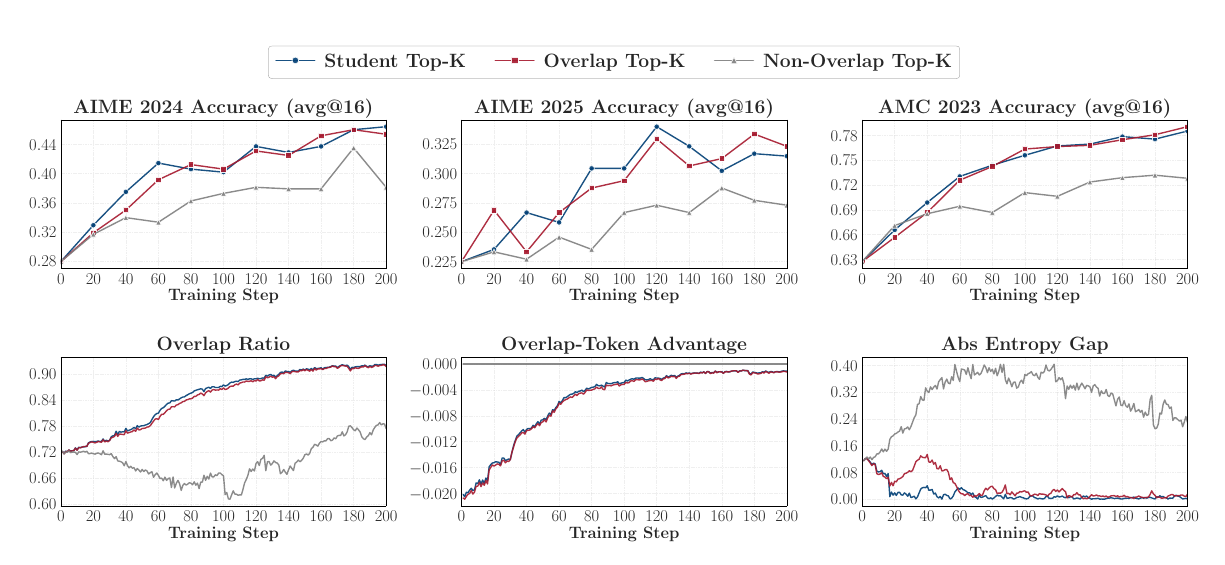 Student Top-K Overlap Top-K Non-Overlap Top-K
AIME 2024 Accuracy (avg@16)
0.44
0.40
0.36
0.32
0.28
0 20 40 60 80 100 120 140 160 180 200
Training Step
AIME 2025 Accuracy (avg@16)
0.325
0.300
0.275
0.250
0.225
0 20 40 60 80 100 120 140 160 180 200
Training Step
AMC 2023 Accuracy (avg@16)
0.78
0.75
0.72
0.69
0.66
0.63
0 20 40 60 80 100 120 140 160 180 200
Training Step
Overlap Ratio
0.90
0.84
0.78
0.72
0.66
0.60
0 20 40 60 80 100 120 140 160 180 200
Training Step
Overlap-Token Advantage
0.000
−0.004
−0.008
−0.012
−0.016
−0.020
0 20 40 60 80 100 120 140 160 180 200
Training Step
Abs Entropy Gap
0.40
0.32
0.24
0.16
0.08
0.00
0 20 40 60 80 100 120 140 160 180 200
Training Step